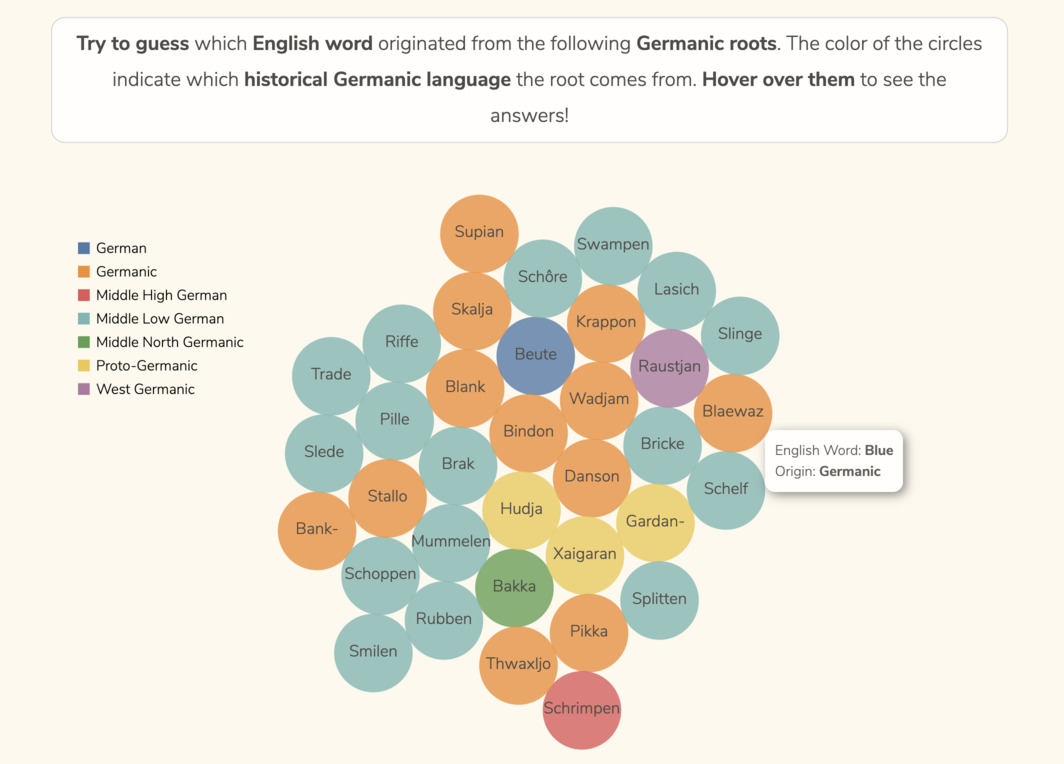 Try to guess which English word originated from the following Germanic roots. The color of the circles
indicate which historical Germanic language the root comes from. Hover over them to see the
answers!
German
Germanic
Middle High German
Middle Low German
Middle North Germanic
Proto-Germanic
West Germanic
Supian
Swampen
Schôre
Lasich
Skalja
Krappon
Slinge
Riffe
Beute
Raustjan
Trade
Blank
Wadjam
Blaewaz
Pille
Bindon
Bricke
Slede
Brak
Danson
Schelf
Stallo
Hudja
Gardan-
Bank-
Mummelen
Xaigaran
Schoppen
Bakka
Splitten
Rubben
Pikka
Smilen
Thwaxljo
Schrimpen
English Word: Blue
Origin: Germanic